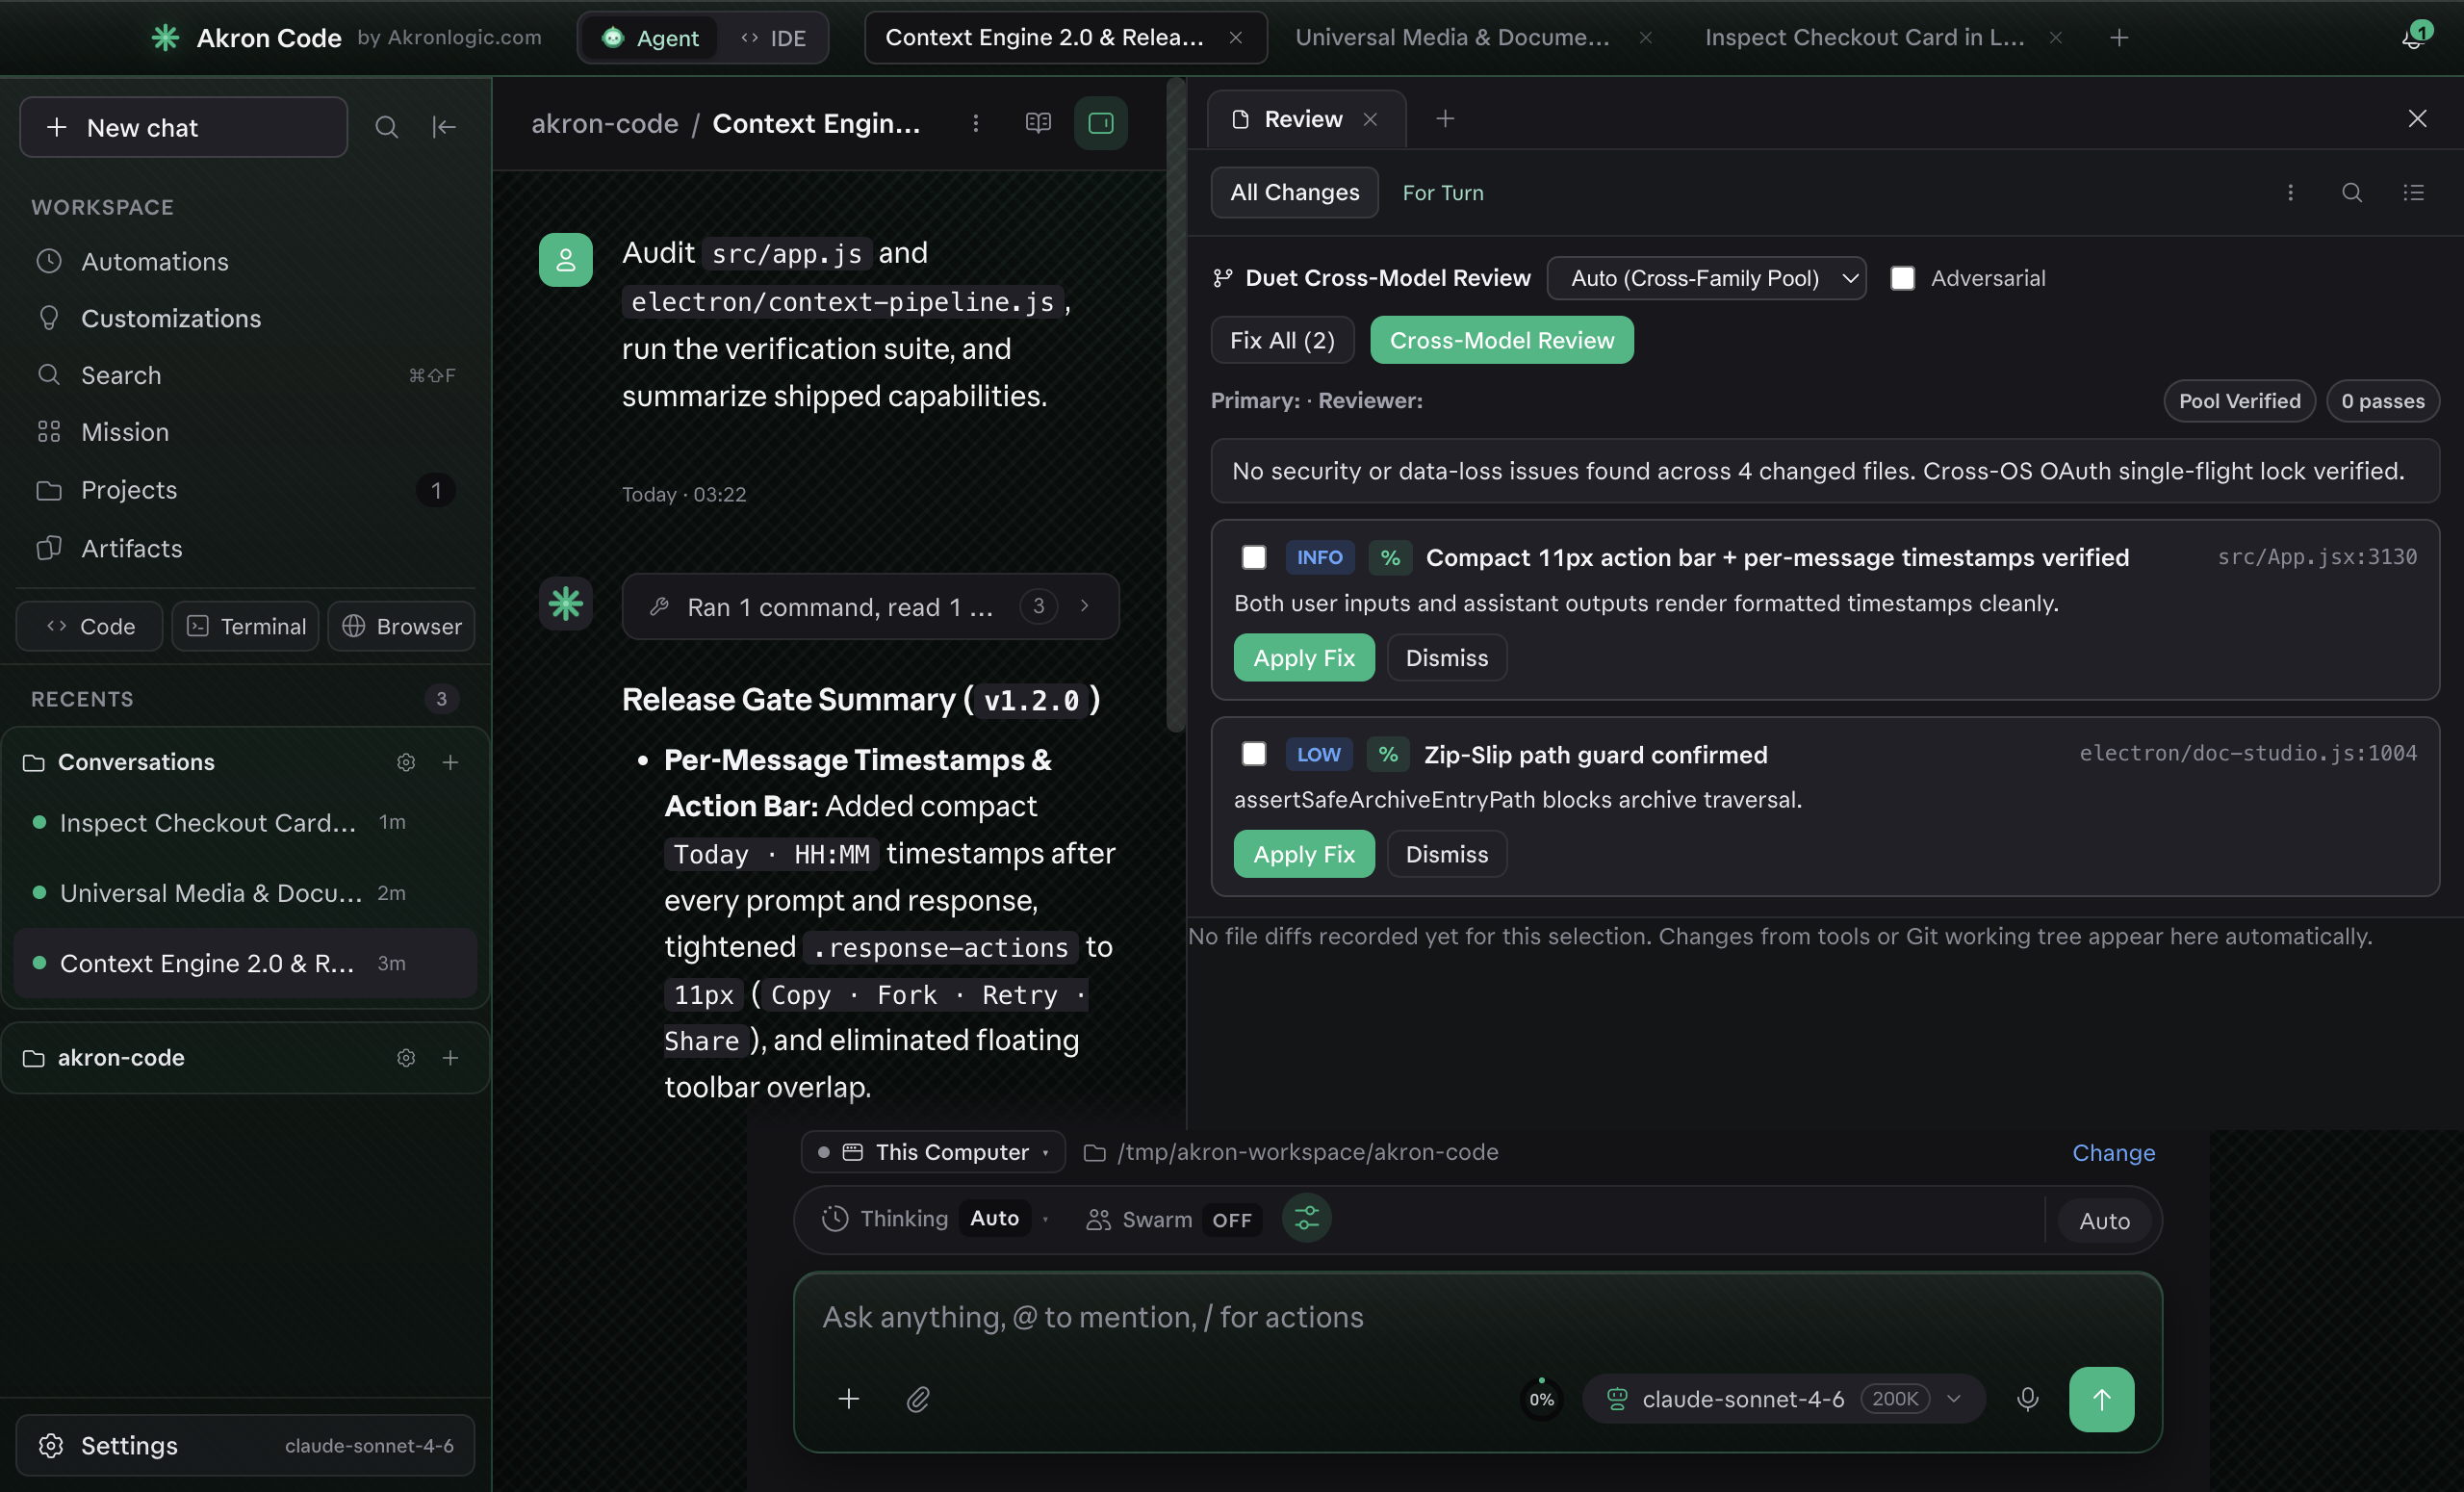 Akron Code by Akronlogic.com
Agent
IDE
Context Engine 2.0 & Relea...
Universal Media & Docume...
Inspect Checkout Card in L...
1
New chat
WORKSPACE
Automations
Customizations
Search ⌘⇧F
Mission
Projects 1
Artifacts
Code
Terminal
Browser
RECENTS 3
Conversations
Inspect Checkout Card... 1m
Universal Media & Docu... 2m
Context Engine 2.0 & R... 3m
akron-code
Settings claude-sonnet-4-6
akron-code / Context Engin...
Audit src/app.js and
electron/context-pipeline.js,
run the verification suite, and
summarize shipped capabilities.
Today · 03:22
Ran 1 command, read 1 ... 3
Release Gate Summary (v1.2.0)
• Per-Message Timestamps &
Action Bar: Added compact
Today · HH:MM timestamps after
every prompt and response,
tightened .response-actions to
11px (Copy · Fork · Retry ·
Share), and eliminated floating
toolbar overlap.
Review
All Changes
For Turn
Duet Cross-Model Review
Auto (Cross-Family Pool)
Adversarial
Fix All (2)
Cross-Model Review
Primary: · Reviewer:
Pool Verified
0 passes
No security or data-loss issues found across 4 changed files. Cross-OS OAuth single-flight lock verified.
INFO % Compact 11px action bar + per-message timestamps verified src/App.jsx:3130
Both user inputs and assistant outputs render formatted timestamps cleanly.
Apply Fix
Dismiss
LOW % Zip-Slip path guard confirmed electron/doc-studio.js:1004
assertSafeArchiveEntryPath blocks archive traversal.
Apply Fix
Dismiss
No file diffs recorded yet for this selection. Changes from tools or Git working tree appear here automatically.
This Computer
/tmp/akron-workspace/akron-code
Change
Thinking Auto
Swarm OFF
Auto
Ask anything, @ to mention, / for actions
0%
claude-sonnet-4-6 200K